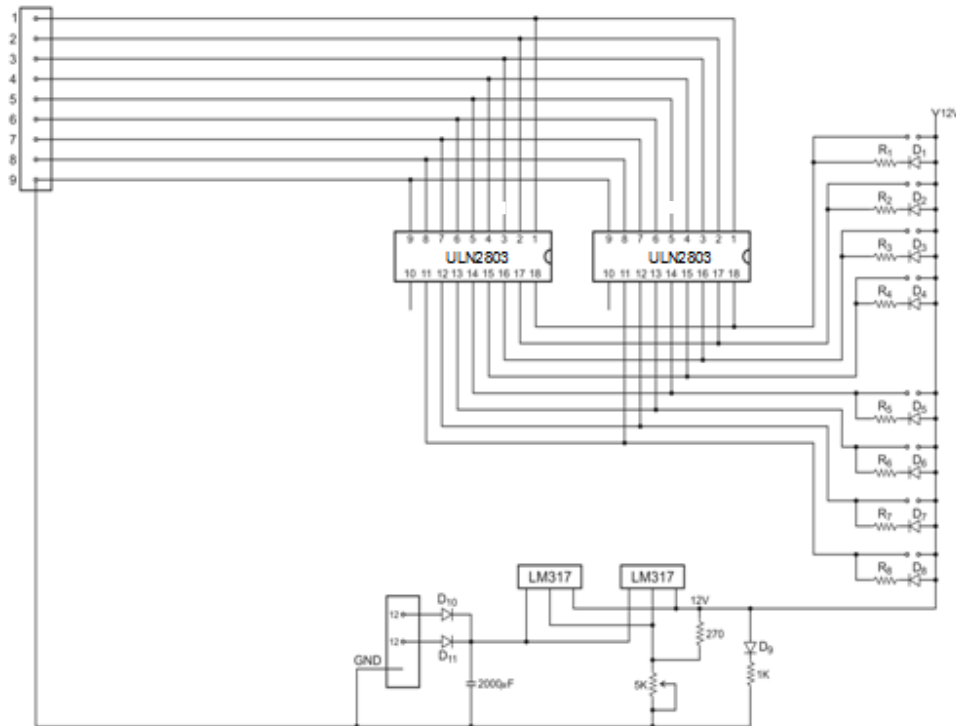 1
2
3
4
5
6
7
8
9
V12V
R1 D1
R2 D2
R3 D3
R4 D4
9 8 7 6 5 4 3 2 1
ULN2803
10 11 12 13 14 15 16 17 18
9 8 7 6 5 4 3 2 1
ULN2803
10 11 12 13 14 15 16 17 18
R5 D5
R6 D6
R7 D7
R8 D8
LM317
LM317
12V
D10
12
12
D11
GND
2000μF
270
5K
D9
1K